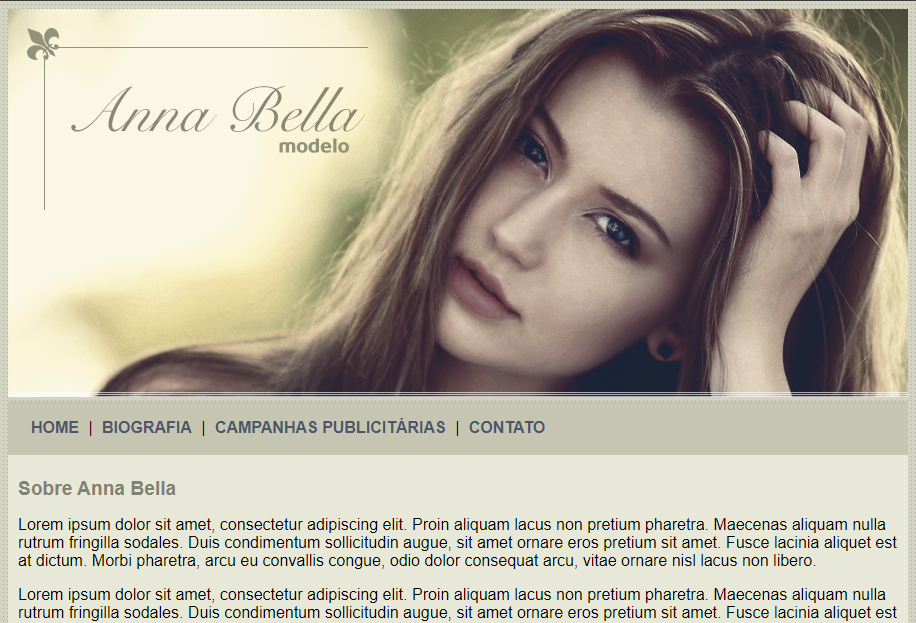 Anna Bella
modelo
HOME | BIOGRAFIA | CAMPANHAS PUBLICITÁRIAS | CONTATO
Sobre Anna Bella
Lorem ipsum dolor sit amet, consectetur adipiscing elit. Proin aliquam lacus non pretium pharetra. Maecenas aliquam nulla
rutrum fringilla sodales. Duis condimentum sollicitudin augue, sit amet ornare eros pretium sit amet. Fusce lacinia aliquet est
at dictum. Morbi pharetra, arcu eu convallis congue, odio dolor consequat arcu, vitae ornare nisl lacus non libero.
Lorem ipsum dolor sit amet, consectetur adipiscing elit. Proin aliquam lacus non pretium pharetra. Maecenas aliquam nulla
rutrum fringilla sodales. Duis condimentum sollicitudin augue, sit amet ornare eros pretium sit amet. Fusce lacinia aliquet est